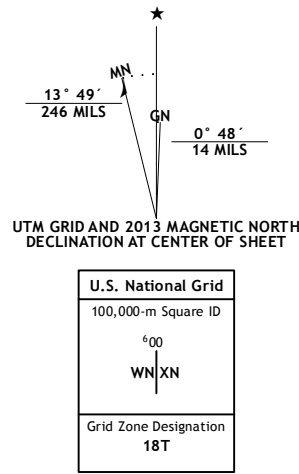 ★
MN
13° 49´
246 MILS
GN
0° 48´
14 MILS
UTM GRID AND 2013 MAGNETIC NORTH
DECLINATION AT CENTER OF SHEET
U.S. National Grid
100,000-m Square ID
⁶00
WN XN
Grid Zone Designation
18T